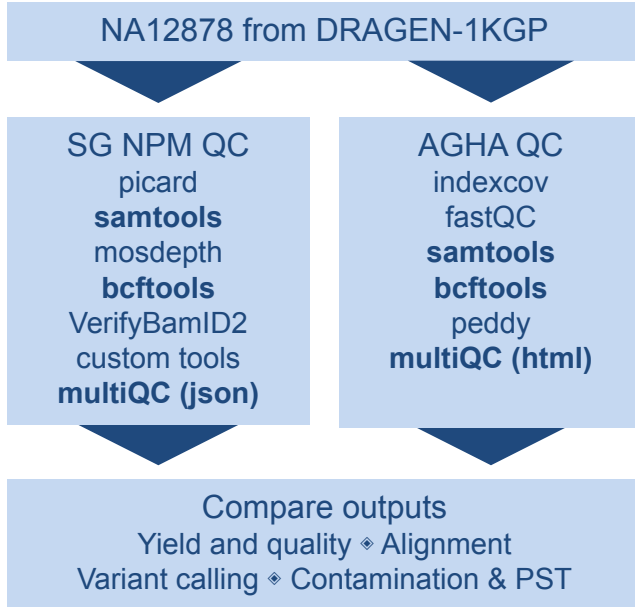 NA12878 from DRAGEN-1KGP
SG NPM QC
picard
samtools
mosdepth
bcftools
VerifyBamID2
custom tools
multiQC (json)
AGHA QC
indexcov
fastQC
samtools
bcftools
peddy
multiQC (html)
Compare outputs
Yield and quality ◈ Alignment
Variant calling ◈ Contamination & PST